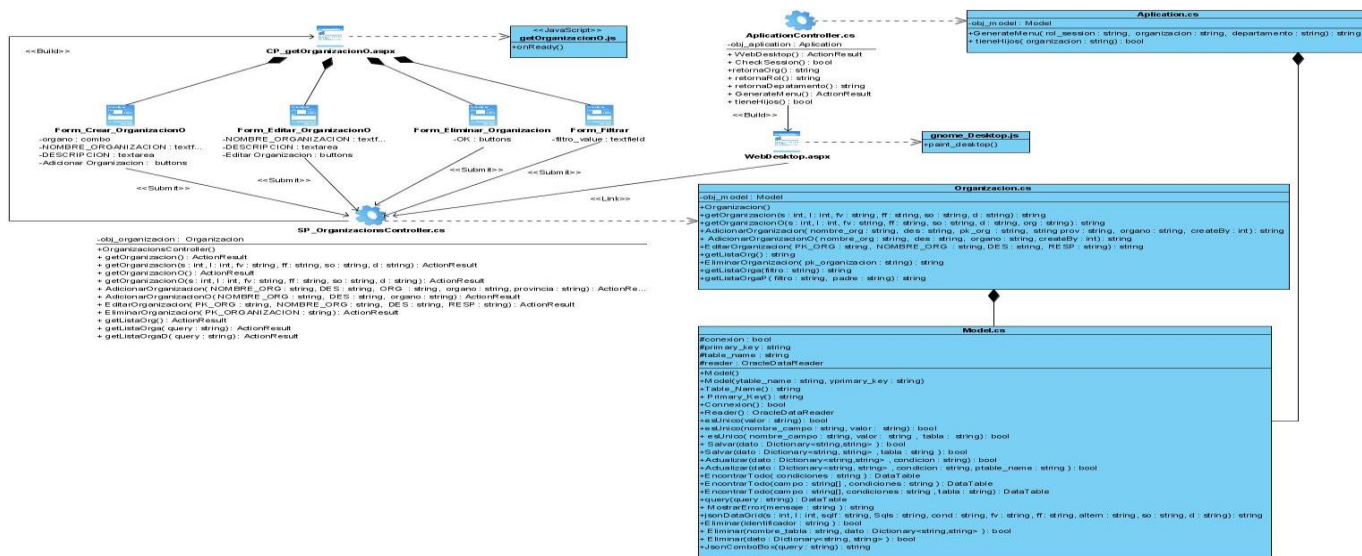 <<Build>>
CP_getOrganizacionO.aspx
<<JavaScript>>
getOrganizacionO.js
+onReady()
Form_Crear_OrganizacionO
-organo : combo
-NOMBRE_ORGANIZACION : textf...
-DESCRIPCION : textarea
-Adicionar Organizacion : buttons
Form_Editar_OrganizacionO
-NOMBRE_ORGANIZACION : textf...
-DESCRIPCION : textarea
-Editar Organizacion : buttons
Form_Eliminar_Organizacion
-OK : buttons
Form_Filtrar
-filtro_value : textfield
<<Submit>>
<<Submit>>
<<Submit>>
<<Submit>>
<<Link>>
SP_OrganizacionsController.cs
-obj_organizacion : Organizacion
+OrganizacionsController()
+ getOrganizacion() : ActionResult
+ getOrganizacion(s : int, l : int, fv : string, ff : string, so : string, d : string) : ActionResult
+ getOrganizacionO() : ActionResult
+ getOrganizacionO(s : int, l : int, fv : string, ff : string, so : string, d : string) : ActionResult
+ AdicionarOrganizacion( NOMBRE_ORG : string, DES : string, ORG : string, organo : string, provincia : string) : ActionRe...
+ AdicionarOrganizacionO( NOMBRE_ORG : string, DES : string, organo : string) : ActionResult
+ EditarOrganizacion( PK_ORG : string, NOMBRE_ORG : string, DES : string, RESP : string) : ActionResult
+ EliminarOrganizacion( PK_ORGANIZACION : string) : ActionResult
+ getListaOrg() : ActionResult
+ getListaOrga( query : string) : ActionResult
+ getListaOrgaD( query : string) : ActionResult
AplicationController.cs
-obj_aplication : Aplication
+ WebDesktop() : ActionResult
+ CheckSession() : bool
+retornaOrg() : string
+ retornaRol() : string
+ retornaDepatamento() : string
+ GenerateMenu() : ActionResult
+ tieneHijos() : bool
<<Build>>
WebDesktop.aspx
gnome_Desktop.js
+paint_desktop()
Aplication.cs
-obj_model : Model
+GenerateMenu( rol_session : string, organizacion : string, departamento : string) : string
+ tieneHijos( organizacion : string) : bool
Organizacion.cs
-obj_model : Model
+Organizacion()
+getOrganizacion(s : int, l : int, fv : string, ff : string, so : string, d : string) : string
+getOrganizacionO(s : int, l : int, fv : string, ff : string, so : string, d : string, org : string) : string
+AdicionarOrganizacion( nombre_org : string, des : string, pk_org : string, string prov : string, organo : string, createBy : int) : string
+ AdicionarOrganizacionO( nombre_org : string, des : string, organo : string, createBy : int) : string
+EditarOrganizacion( PK_ORG : string, NOMBRE_ORG : string, DES : string, RESP : string) : string
+getListaOrg() : string
+EliminarOrganizacion( pk_organizacion : string) : string
+getListaOrga(filtro : string) : string
+getListaOrgaP( filtro : string, padre : string) : string
Model.cs
#conexion : bool
#primary_key : string
#table_name : string
#reader : OracleDataReader
+Model()
+Model(ytable_name : string, yprimary_key : string)
+Table_Name() : string
+ Primary_Key() : string
+Connexion() : bool
+Reader() : OracleDataReader
+esUnico(valor : string) : bool
+esUnico(nombre_campo : string, valor : string) : bool
+ esUnico( nombre_campo : string, valor : string , tabla : string) : bool
+ Salvar(dato : Dictionary<string,string> ) : bool
+Salvar(dato : Dictionary<string,string> , tabla : string ) : bool
+Actualizar(dato : Dictionary<string,string> , condicion : string) : bool
+Actualizar(dato : Dictionary<string, string> , condicion : string, ptable_name : string ) : bool
+EncontrarTodo( condiciones : string ) : DataTable
+EncontrarTodo(campo : string[] , condiciones : string ) : DataTable
+EncontrarTodo(campo : string[], condiciones : string , tabla : string) : DataTable
+query(query : string) : DataTable
+ MostrarError(mensaje : string ) : string
+jsonDataGrid(s : int, l : int, sqlf : string, Sqls : string, cond : string, fv : string, ff : string, altern : string, so : string, d : string) : string
+Eliminar(identificador : string ) : bool
+ Eliminar(nombre_tabla : string, dato : Dictionary<string,string> ) : bool
+ Eliminar(dato : Dictionary<string,string> ) : bool
+JsonComboBox(query : string) : string